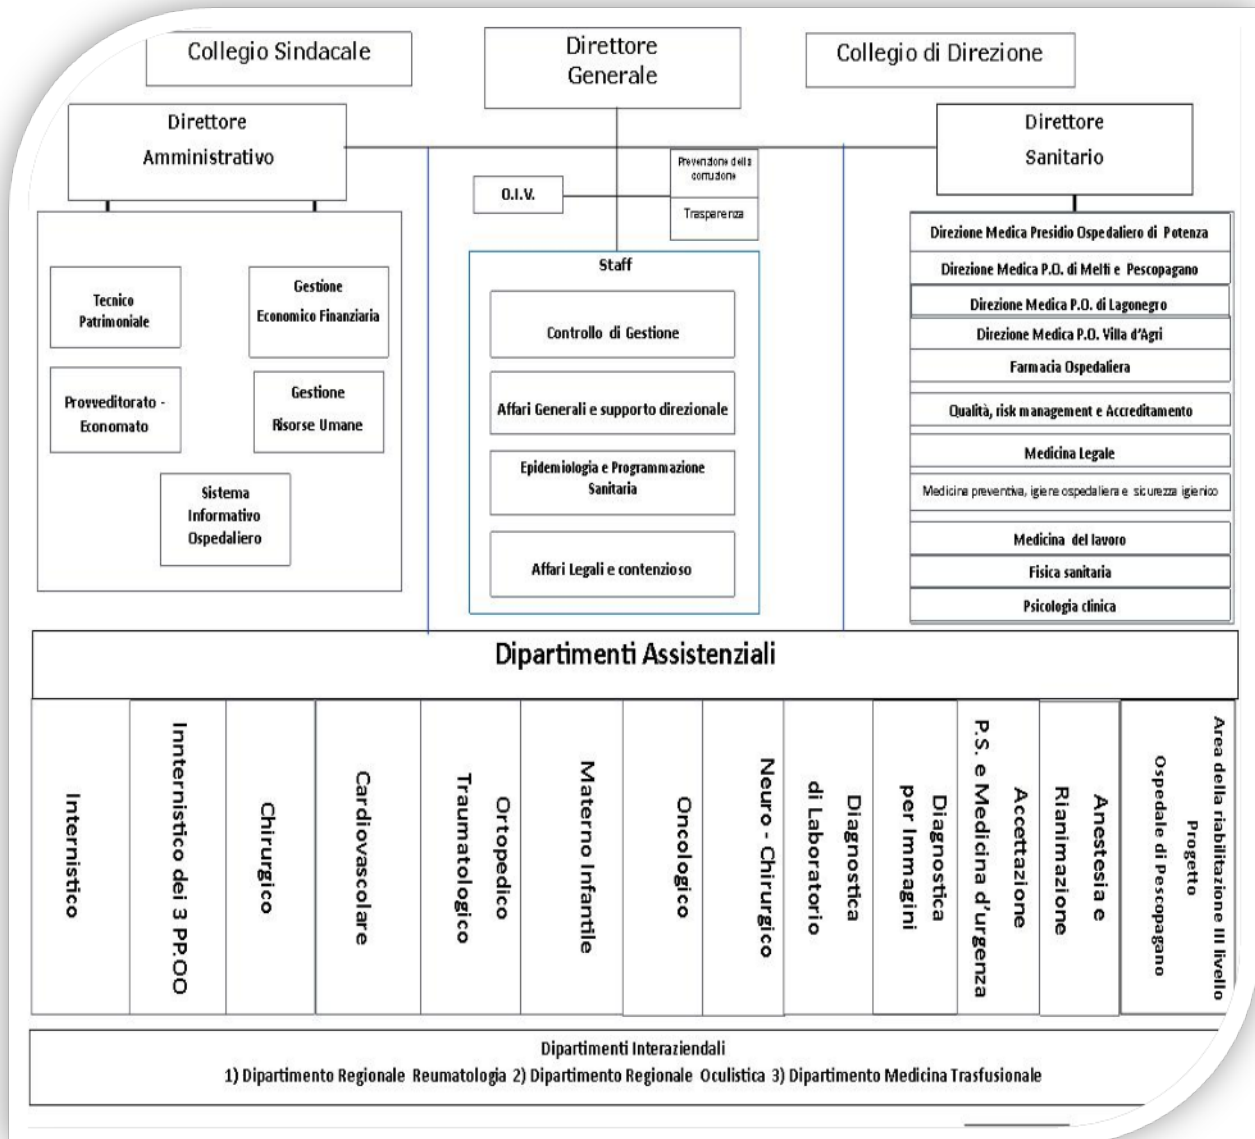 Collegio Sindacale
Direttore
Generale
Collegio di Direzione
Direttore
Amministrativo
Direttore
Sanitario
O.I.V.
Prevenzione della
corruzione
Trasparenza
Tecnico
Patrimoniale
Gestione
Economico Finanziaria
Provveditorato -
Economato
Gestione
Risorse Umane
Sistema
Informativo
Ospedaliero
Staff
Controllo di Gestione
Affari Generali e supporto direzionale
Epidemiologia e Programmazione
Sanitaria
Affari Legali e contenzioso
Direzione Medica Presidio Ospedaliero di Potenza
Direzione Medica P.O. di Melfi e Pescopagano
Direzione Medica P.O. di Lagonegro
Direzione Medica P.O. Villa d'Agri
Farmacia Ospedaliera
Qualità, risk management e Accreditamento
Medicina Legale
Medicina preventiva, igiene ospedaliera e sicurezza igienico
Medicina del lavoro
Fisica sanitaria
Psicologia clinica
Dipartimenti Assistenziali
Internistico
Innternistico dei 3 PP.OO
Chirurgico
Cardiovascolare
Ortopedico
Traumatologico
Materno Infantile
Oncologico
Neuro - Chirurgico
Diagnostica
di Laboratorio
Diagnostica
per Immagini
Accettazione
P.S. e Medicina d'urgenza
Anestesia e
Rianimazione
Area della riabilitazione III livello
Progetto
Ospedale di Pescopagano
Dipartimenti Interaziendali
1) Dipartimento Regionale Reumatologia 2) Dipartimento Regionale Oculistica 3) Dipartimento Medicina Trasfusionale